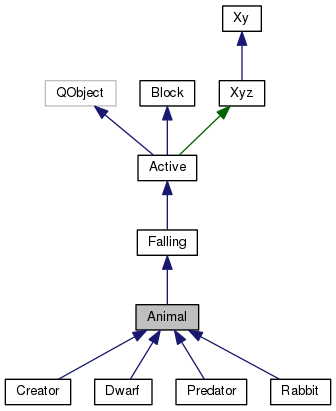 Xy
QObject
Block
Xyz
Active
Falling
Animal
Creator
Dwarf
Predator
Rabbit